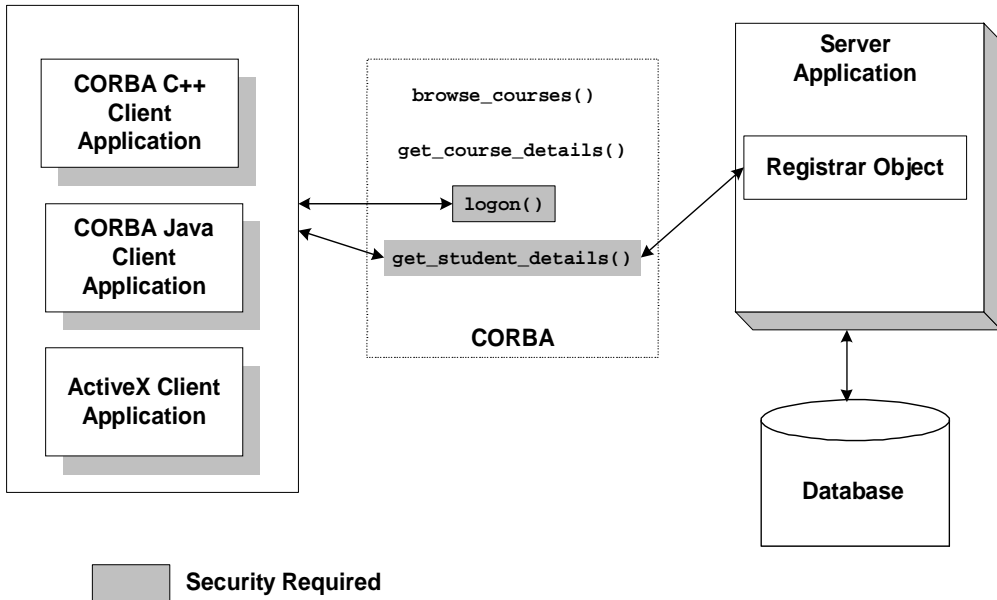 CORBA C++
Client
Application
CORBA Java
Client
Application
ActiveX Client
Application
browse_courses()
get_course_details()
logon()
get_student_details()
CORBA
Server
Application
Registrar Object
Database
Security Required